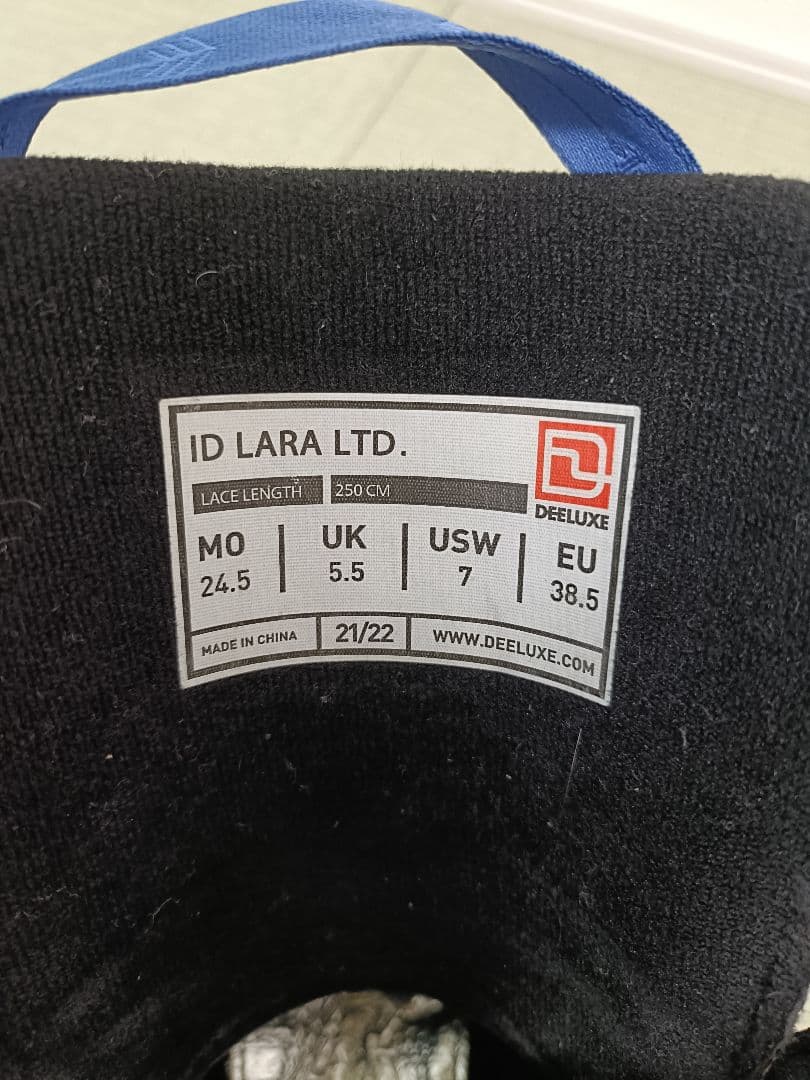 ID LARA LTD.
DEELUXE
LACE LENGTH 250 CM
MO UK USW EU
24.5 5.5 7 38.5
MADE IN CHINA 21/22 WWW.DEELUXE.COM